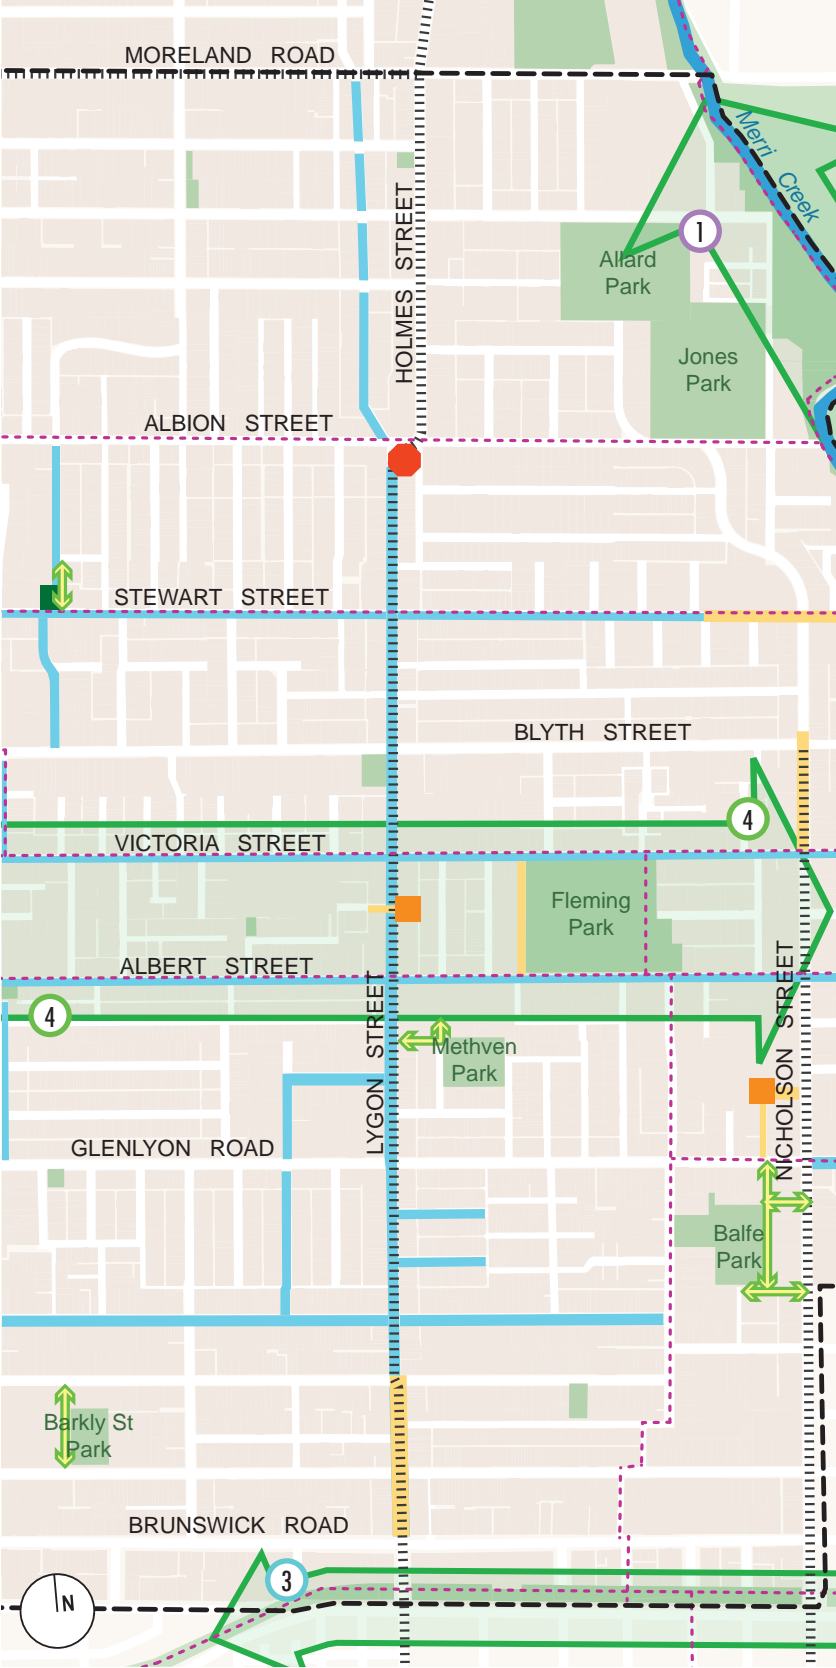 MORELAND ROAD
Merri Creek
HOLMES STREET
1
Allard
Park
Jones
Park
ALBION STREET
STEWART STREET
BLYTH STREET
4
VICTORIA STREET
Fleming
Park
ALBERT STREET
NICHOLSON STREET
LYGON STREET
4
Methven
Park
GLENLYON ROAD
Balfe
Park
Barkly St
Park
BRUNSWICK ROAD
3
N